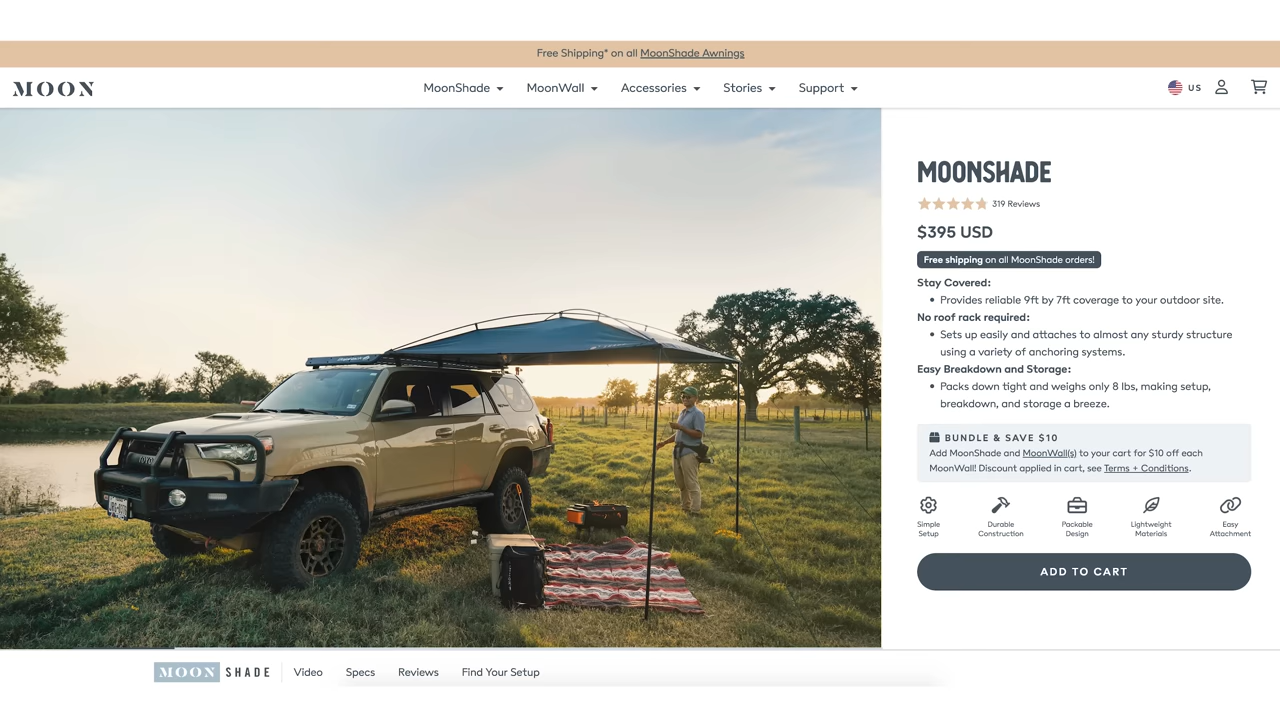 Free Shipping* on all MoonShade Awnings
MOON
MoonShade
MoonWall
Accessories
Stories
Support
US
MOONSHADE
319 Reviews
$395 USD
Free shipping on all MoonShade orders!
Stay Covered:
• Provides reliable 9ft by 7ft coverage to your outdoor site.
No roof rack required:
• Sets up easily and attaches to almost any sturdy structure
using a variety of anchoring systems.
Easy Breakdown and Storage:
• Packs down tight and weighs only 8 lbs, making setup,
breakdown, and storage a breeze.
BUNDLE & SAVE $10
Add MoonShade and MoonWall(s) to your cart for $10 off each
MoonWall! Discount applied in cart, see Terms + Conditions.
Simple
Setup
Durable
Construction
Packable
Design
Lightweight
Materials
Easy
Attachment
ADD TO CART
TOYOTA
MOON SHADE
Video
Specs
Reviews
Find Your Setup